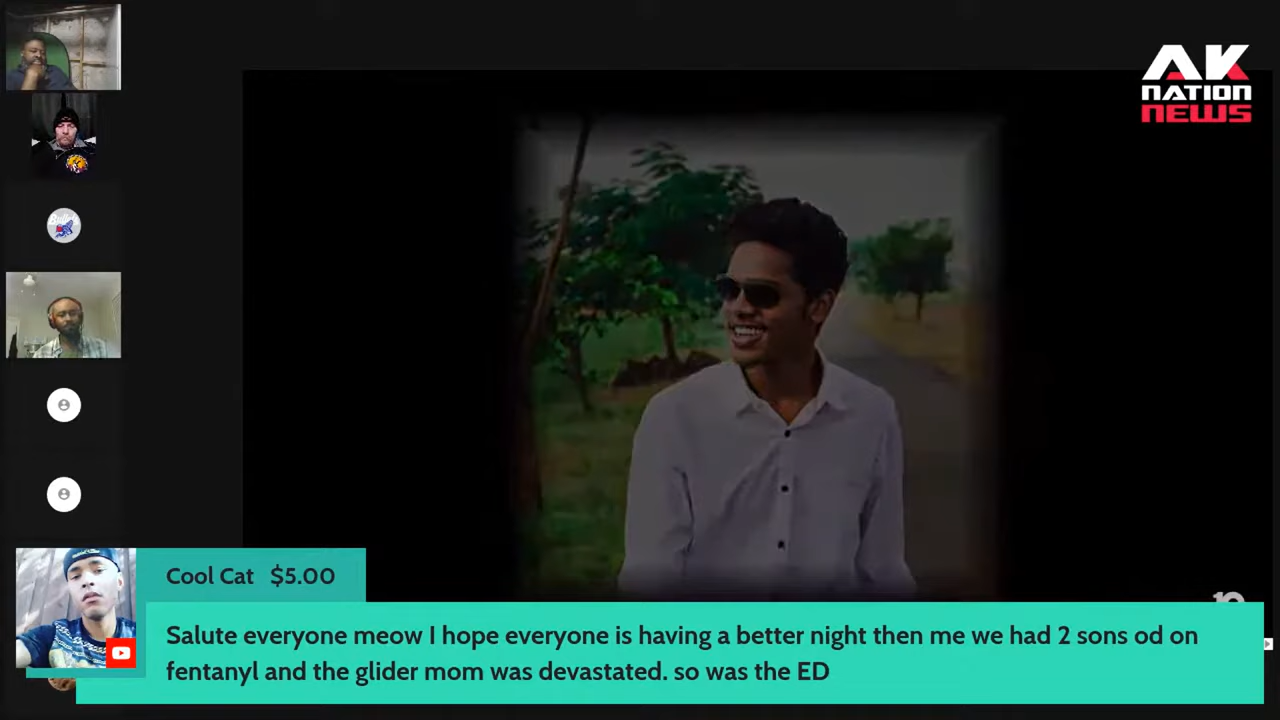 AK
NATION
NEWS
Cool Cat $5.00
Salute everyone meow I hope everyone is having a better night then me we had 2 sons od on
fentanyl and the glider mom was devastated. so was the ED